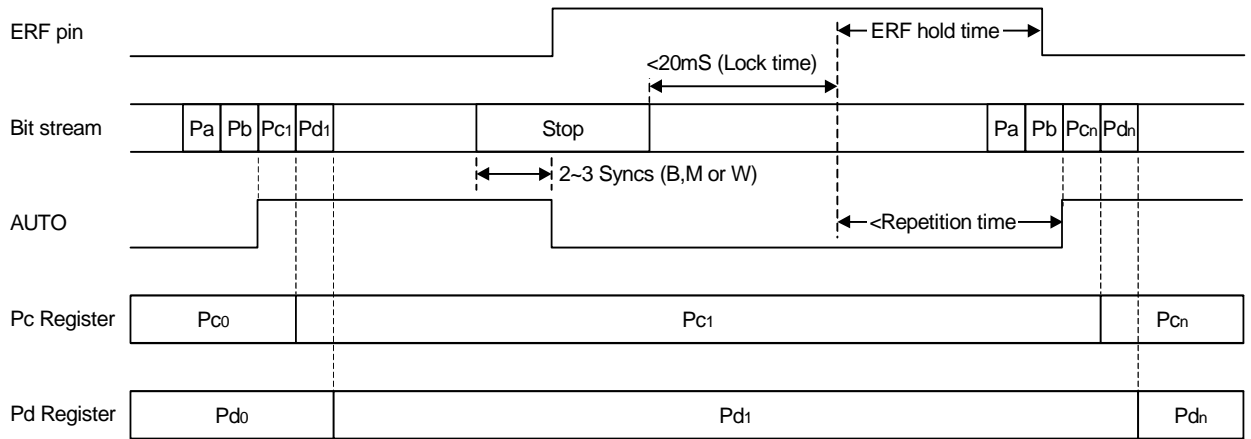 ERF pin
ERF hold time
<20mS (Lock time)
Bit stream
Pa Pb Pc1 Pd1 Stop Pa Pb Pcn Pdn
2~3 Syncs (B,M or W)
AUTO
<Repetition time
Pc Register Pc0 Pc1 Pcn
Pd Register Pd0 Pd1 Pdn